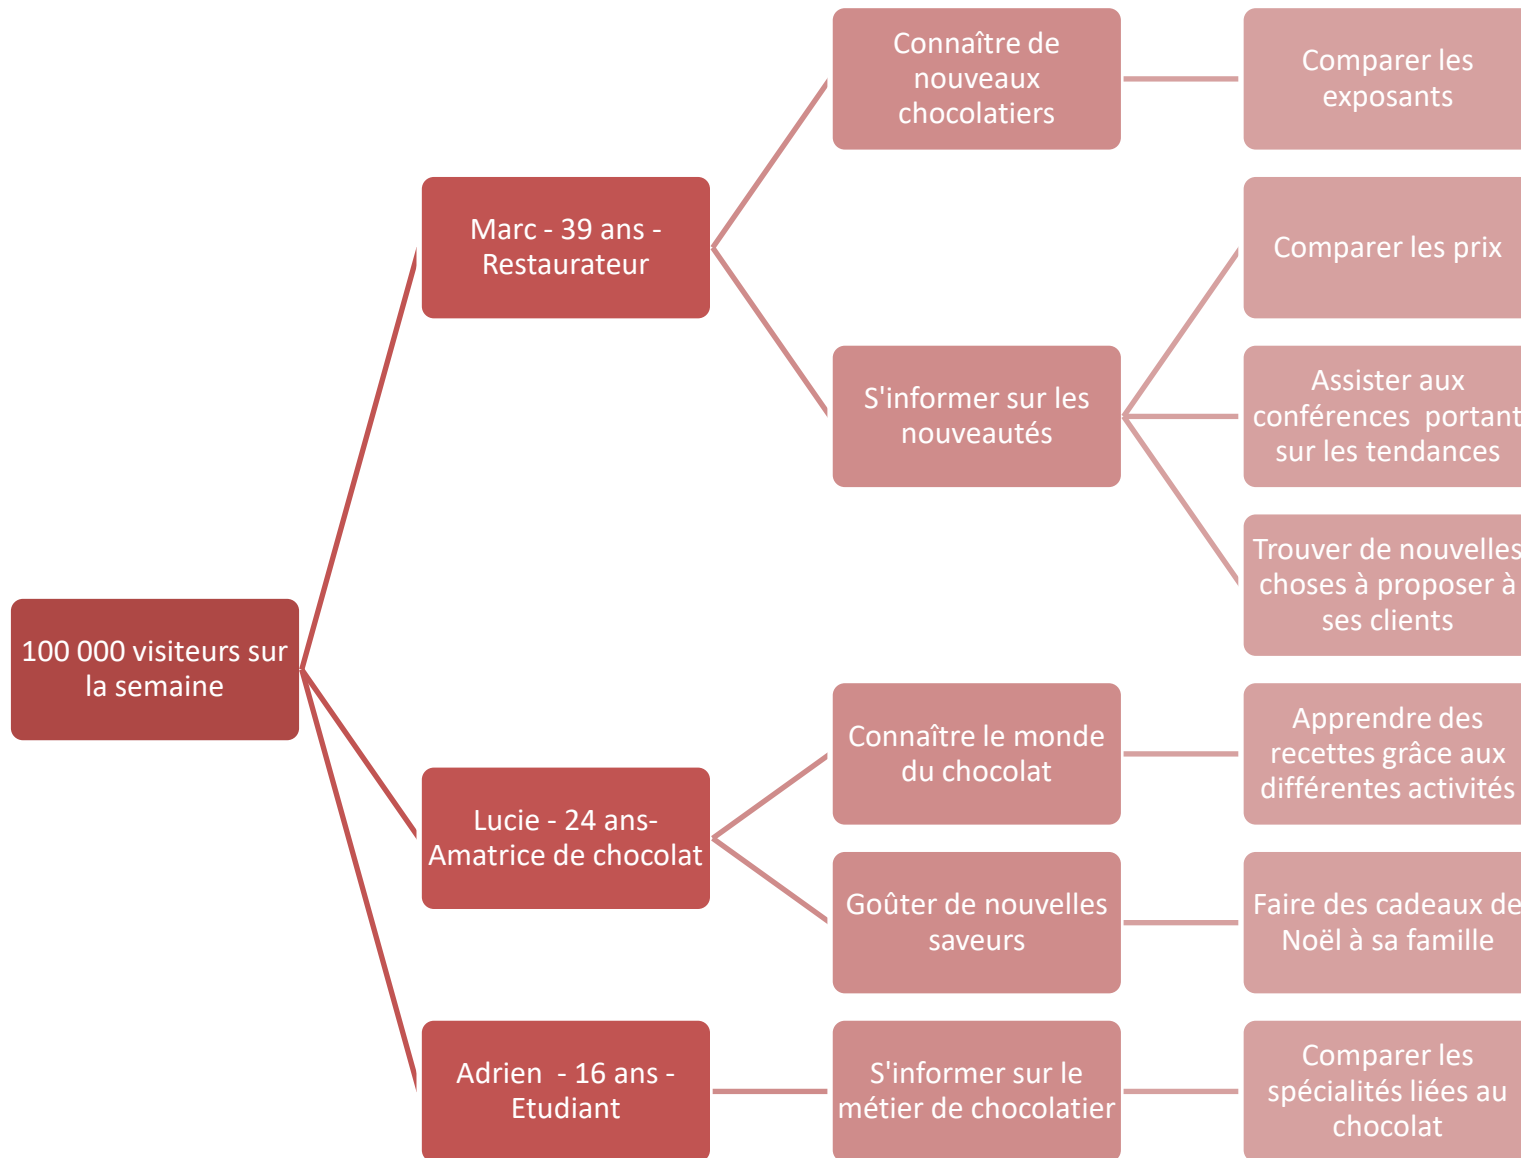 100 000 visiteurs sur
la semaine
Marc - 39 ans -
Restaurateur
Connaître de
nouveaux
chocolatiers
Comparer les
exposants
S'informer sur les
nouveautés
Comparer les prix
Assister aux
conférences  portant
sur les tendances
Trouver de nouvelles
choses à proposer à
ses clients
Lucie - 24 ans-
Amatrice de chocolat
Connaître le monde
du chocolat
Apprendre des
recettes grâce aux
différentes activités
Goûter de nouvelles
saveurs
Faire des cadeaux de
Noël à sa famille
Adrien  - 16 ans -
Etudiant
S'informer sur le
métier de chocolatier
Comparer les
spécialités liées au
chocolat